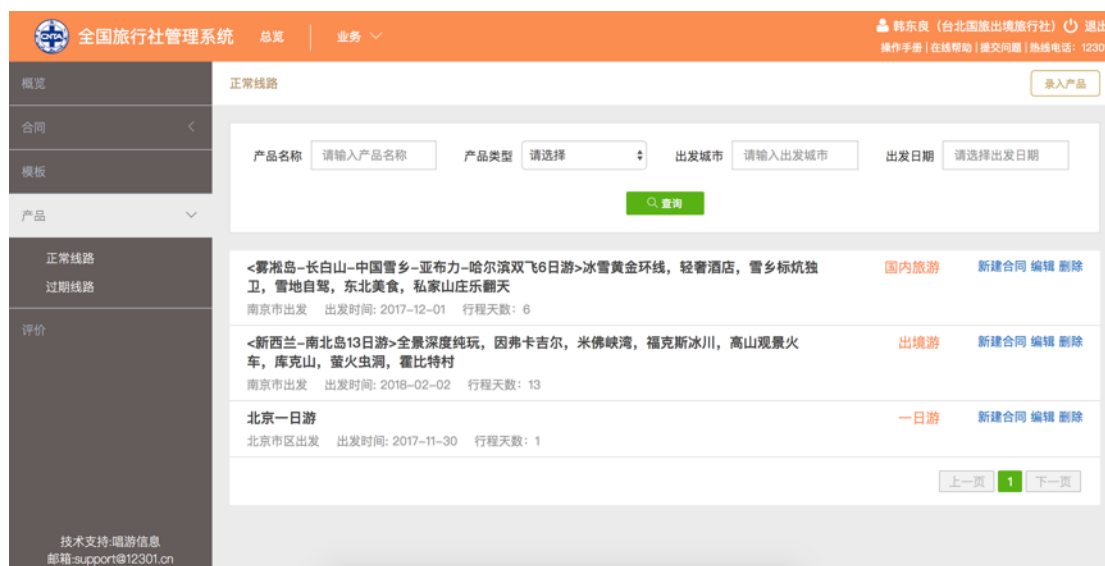 CNTA 全国旅行社管理系统 总览 业务
韩东良（台北国旅出境旅行社） 退出
操作手册|在线帮助|提交问题|热线电话：1230
概览
合同
模板
产品
正常线路
过期线路
评价
技术支持:唱游信息
邮箱:support@12301.cn
正常线路 录入产品
产品名称 请输入产品名称 产品类型 请选择 出发城市 请输入出发城市 出发日期 请选择出发日期
查询
<雾凇岛-长白山-中国雪乡-亚布力-哈尔滨双飞6日游>冰雪黄金环线，轻奢酒店，雪乡标炕独 国内旅游 新建合同 编辑 删除
卫，雪地自驾，东北美食，私家山庄乐翻天
南京市出发 出发时间: 2017-12-01 行程天数：6
<新西兰-南北岛13日游>全景深度纯玩，因弗卡吉尔，米佛峡湾，福克斯冰川，高山观景火 出境游 新建合同 编辑 删除
车，库克山，萤火虫洞，霍比特村
南京市出发 出发时间: 2018-02-02 行程天数：13
北京一日游 一日游 新建合同 编辑 删除
北京市区出发 出发时间: 2017-11-30 行程天数：1
上一页 1 下一页